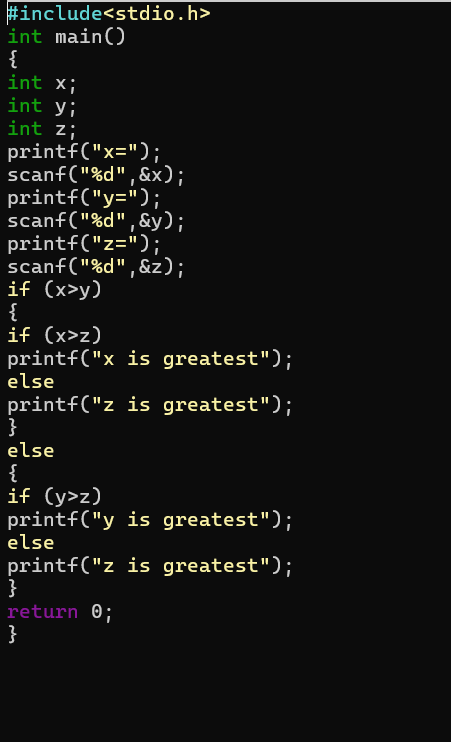 #include<stdio.h>
int main()
{
int x;
int y;
int z;
printf("x=");
scanf("%d",&x);
printf("y=");
scanf("%d",&y);
printf("z=");
scanf("%d",&z);
if (x>y)
{
if (x>z)
printf("x is greatest");
else
printf("z is greatest");
}
else
{
if (y>z)
printf("y is greatest");
else
printf("z is greatest");
}
return 0;
}